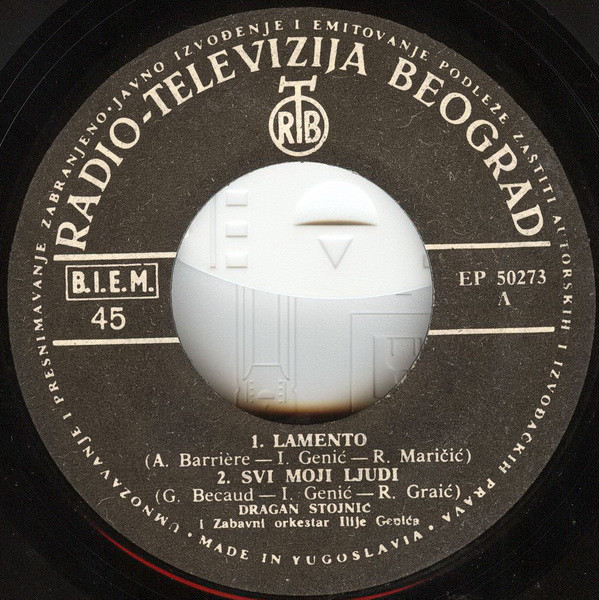 UMNOŽAVANJE I PRESNIMAVANJE ZABRANJENO·JAVNO IZVOĐENJE I EMITOVANJE PODLEŽE ZAŠTITI AUTORSKIH I IZVOĐAČKIH PRAVA·
RADIO-TELEVIZIJA BEOGRAD
RTB
B.I.E.M.
45
EP 50273
A
1. LAMENTO
(A. Barrière — I. Genić — R. Maričić)
2. SVI MOJI LJUDI
(G. Becaud — I. Genić — R. Graić)
DRAGAN STOJNIĆ
i Zabavni orkestar Ilije Genića
·MADE IN YUGOSLAVIA·